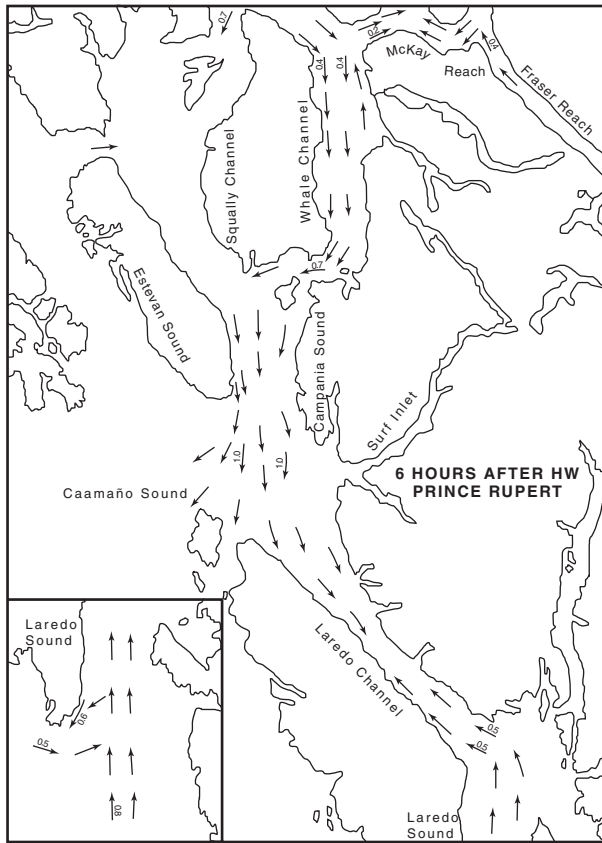 0.7
0.2
McKay
Reach
0.4
Fraser Reach
0.4
0.4
Squally Channel
Whale Channel
0.7
Estevan Sound
Campania Sound
Surf Inlet
1.0
1.0
6 HOURS AFTER HW
PRINCE RUPERT
Caamaño Sound
Laredo
Sound
0.6
0.5
0.8
Laredo Channel
0.5
0.5
Laredo
Sound